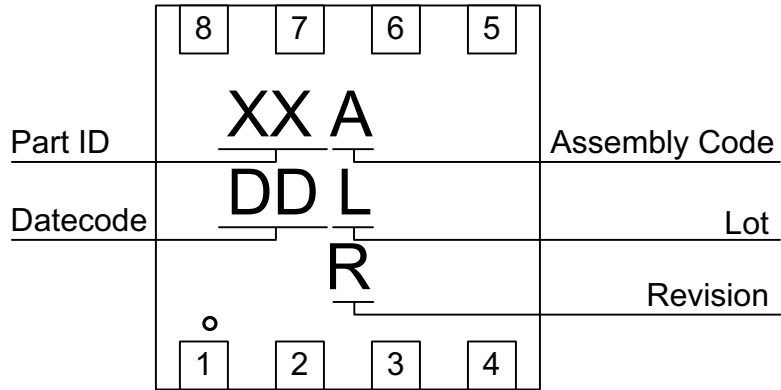 8 7 6 5
XX A
Part ID Assembly Code
DD L
Datecode Lot
R
Revision
1 2 3 4